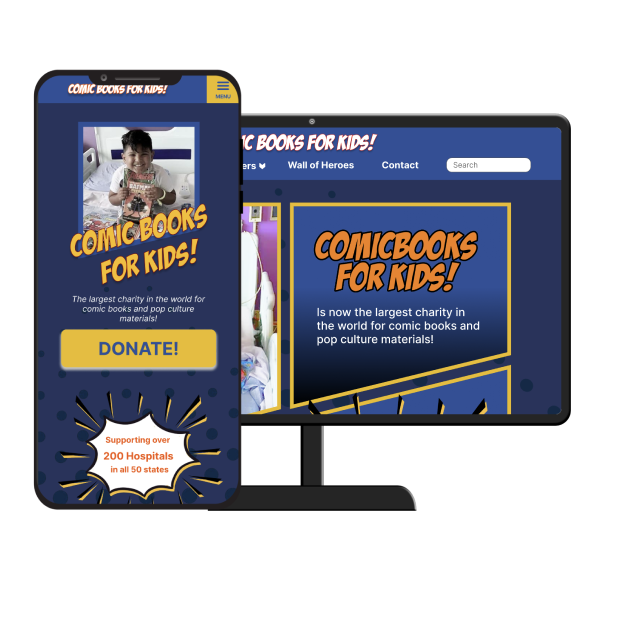 COMIC BOOKS FOR KIDS!
MENU
COMIC BOOKS
FOR KIDS!
The largest charity in the world for
comic books and pop culture
materials!
DONATE!
Supporting over
200 Hospitals
in all 50 states
IC BOOKS FOR KIDS!
ers
Wall of Heroes
Contact
Search
COMICBOOKS
FOR KIDS!
Is now the largest charity in
the world for comic books and
pop culture materials!